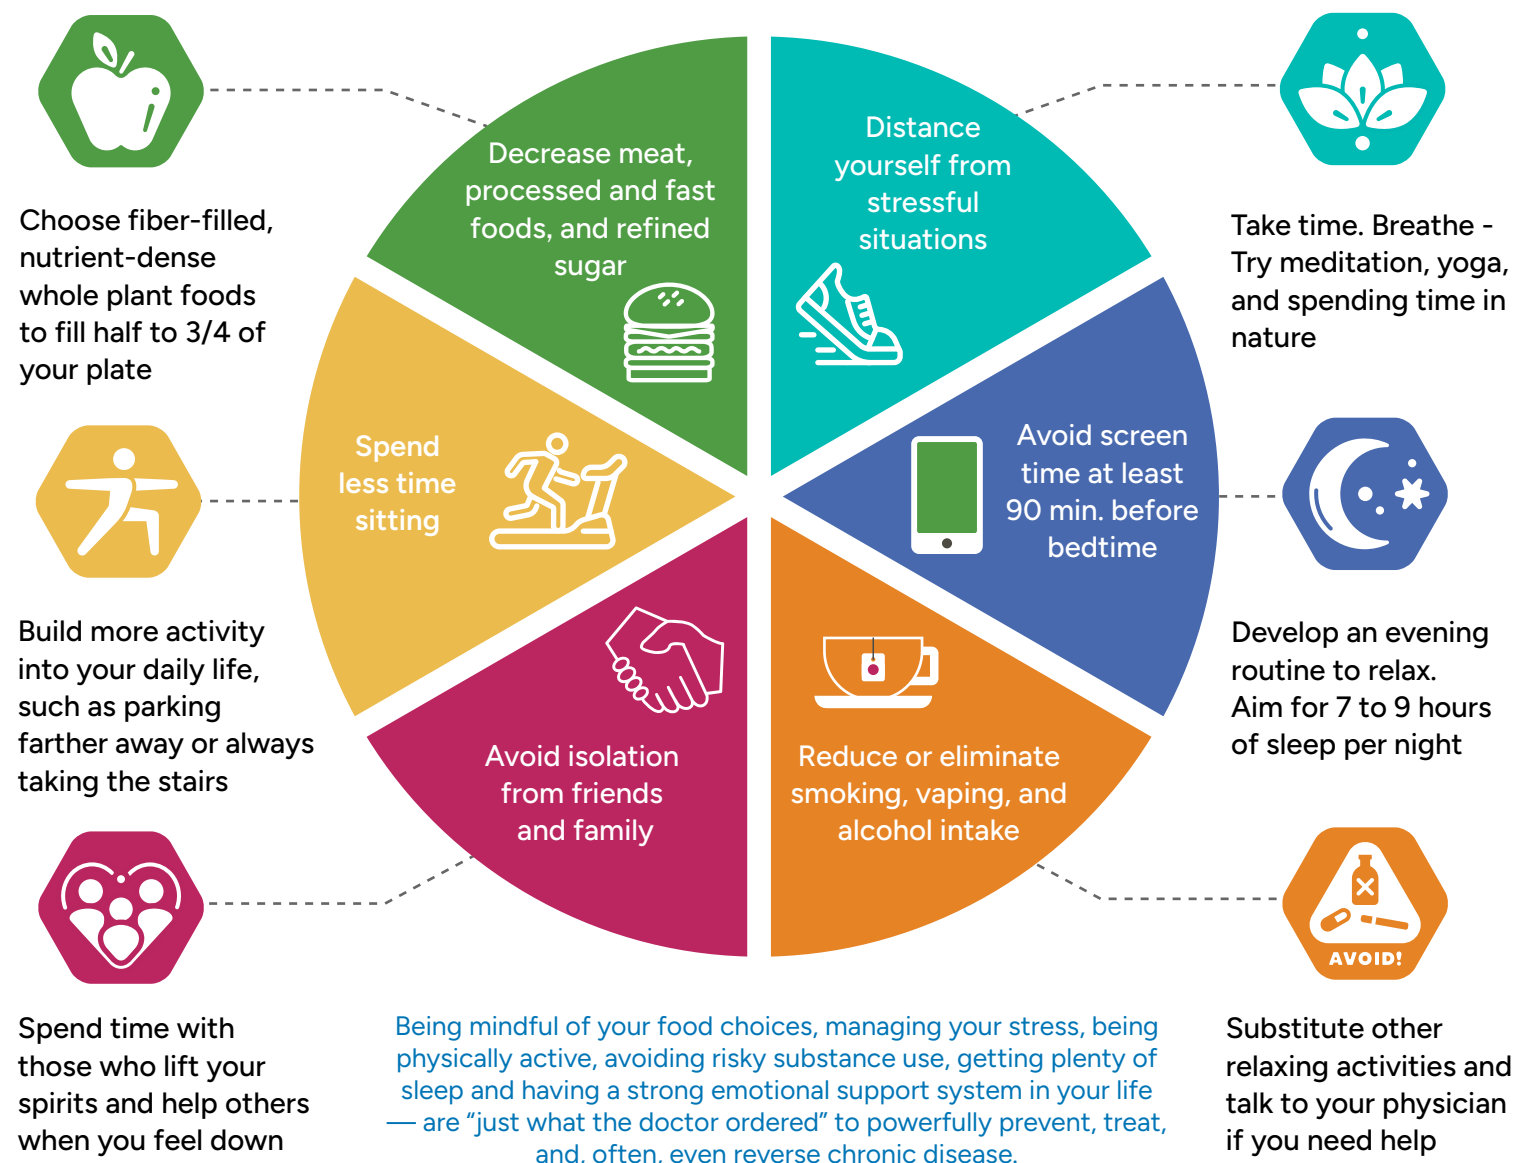 Decrease meat,
processed and fast
foods, and refined
sugar
Distance
yourself from
stressful
situations
Choose fiber-filled,
nutrient-dense
whole plant foods
to fill half to 3/4 of
your plate
Take time. Breathe -
Try meditation, yoga,
and spending time in
nature
Spend
less time
sitting
Avoid screen
time at least
90 min. before
bedtime
Build more activity
into your daily life,
such as parking
farther away or always
taking the stairs
Develop an evening
routine to relax.
Aim for 7 to 9 hours
of sleep per night
Avoid isolation
from friends
and family
Reduce or eliminate
smoking, vaping, and
alcohol intake
AVOID!
Spend time with
those who lift your
spirits and help others
when you feel down
Being mindful of your food choices, managing your stress, being
physically active, avoiding risky substance use, getting plenty of
sleep and having a strong emotional support system in your life
— are “just what the doctor ordered” to powerfully prevent, treat,
and, often, even reverse chronic disease.
Substitute other
relaxing activities and
talk to your physician
if you need help